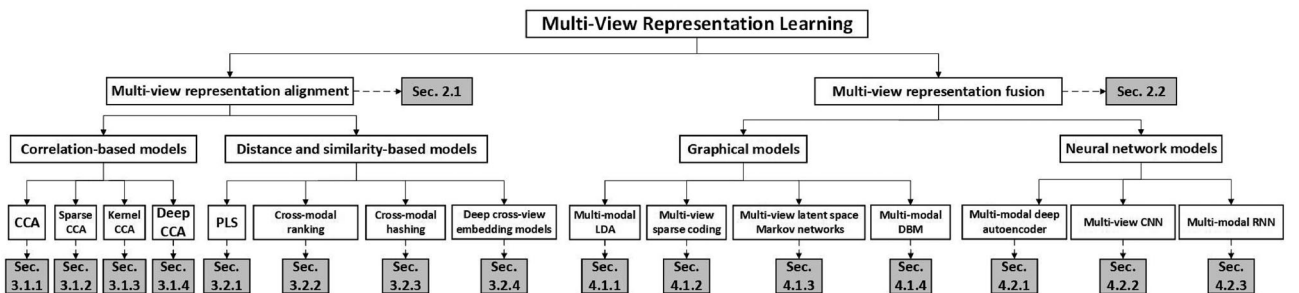 Multi-View Representation Learning
Multi-view representation alignment
Sec. 2.1
Multi-view representation fusion
Sec. 2.2
Correlation-based models
Distance and similarity-based models
Graphical models
Neural network models
CCA
Sparse
CCA
Kernel
CCA
Deep
CCA
PLS
Cross-modal
ranking
Cross-modal
hashing
Deep cross-view
embedding models
Multi-modal
LDA
Multi-view
sparse coding
Multi-view latent space
Markov networks
Multi-modal
DBM
Multi-modal deep
autoencoder
Multi-view CNN
Multi-modal RNN
Sec.
3.1.1
Sec.
3.1.2
Sec.
3.1.3
Sec.
3.1.4
Sec.
3.2.1
Sec.
3.2.2
Sec.
3.2.3
Sec.
3.2.4
Sec.
4.1.1
Sec.
4.1.2
Sec.
4.1.3
Sec.
4.1.4
Sec.
4.2.1
Sec.
4.2.2
Sec.
4.2.3